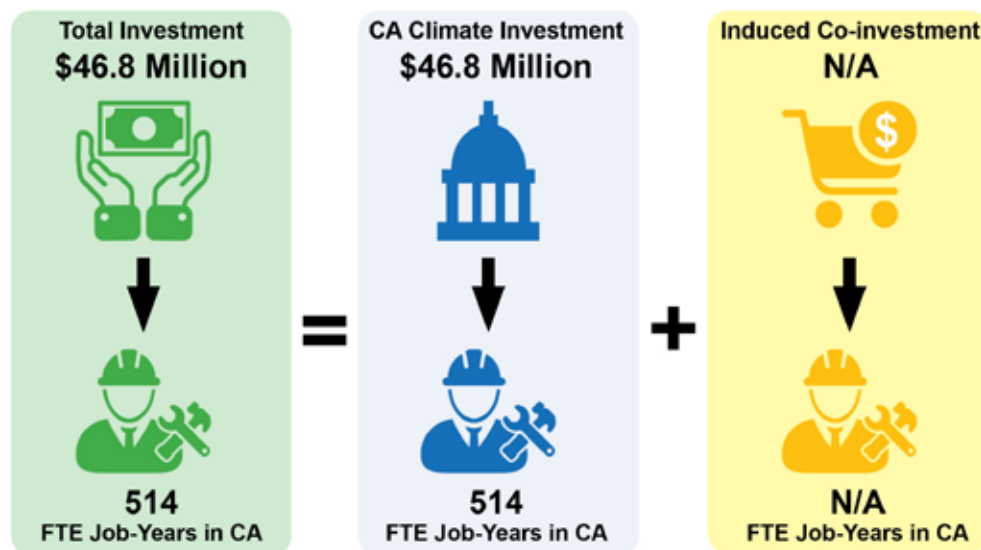 Total Investment
$46.8 Million
514
FTE Job-Years in CA
=
CA Climate Investment
$46.8 Million
514
FTE Job-Years in CA
+
Induced Co-investment
N/A
$
N/A
FTE Job-Years in CA